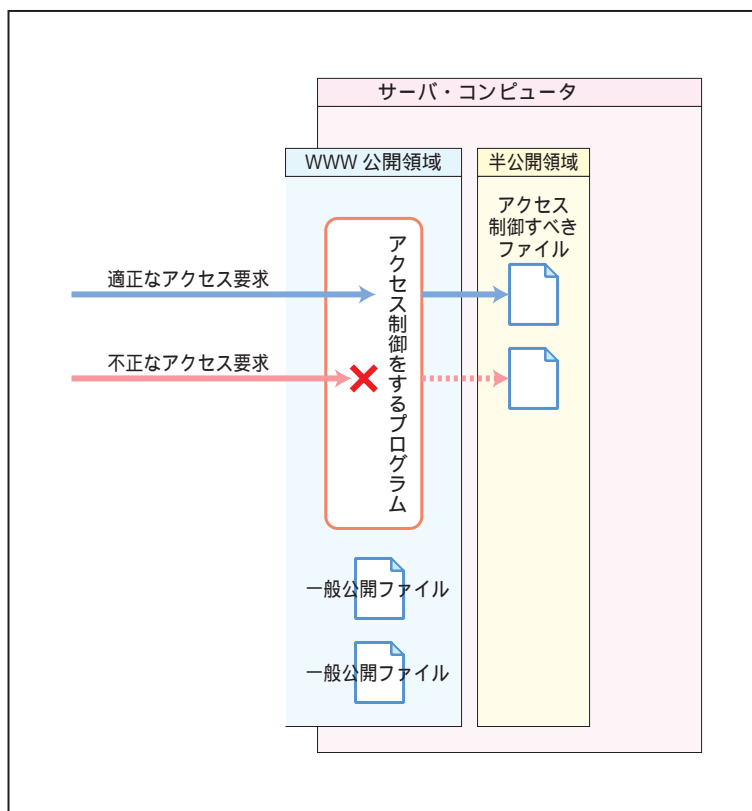 サーバ・コンピュータ
WWW 公開領域
半公開領域
アクセス
制御すべき
ファイル
適正なアクセス要求
不正なアクセス要求
アクセス制御をするプログラム
一般公開ファイル
一般公開ファイル